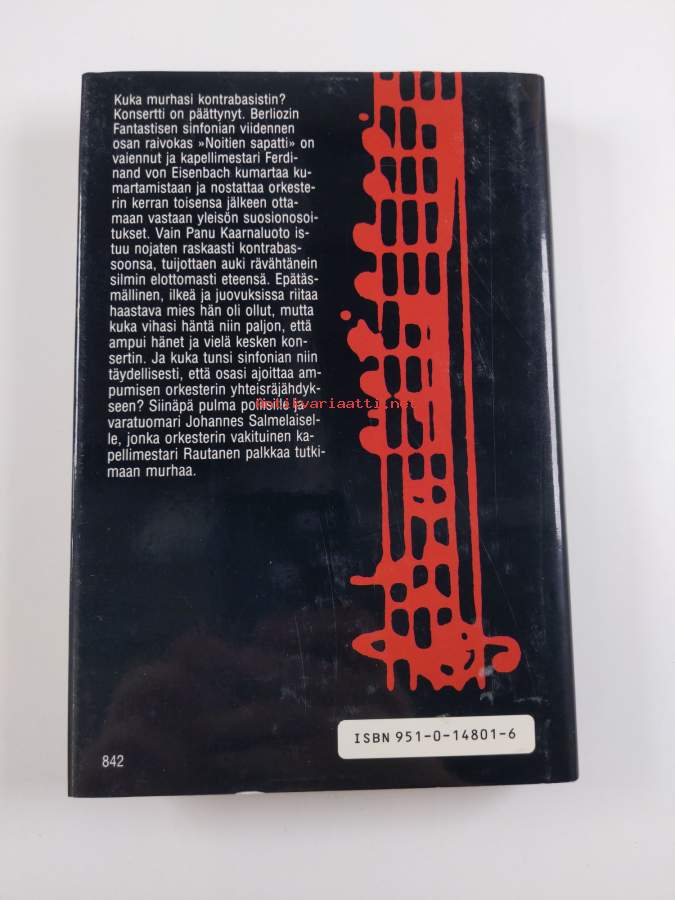 Kuka murhasi kontrabasistin?
Konsertti on päättynyt. Berliozin
Fantastisen sinfonian viidennen
osan raivokas »Noitien sapatti» on
vaiennut ja kapellimestari Ferdi-
nand von Eisenbach kumartaa ku-
martamistaan ja nostattaa orkeste-
rin kerran toisensa jälkeen otta-
maan vastaan yleisön suosionosoi-
tukset. Vain Panu Kaarnaluoto is-
tuu nojaten raskaasti kontrabas-
soonsa, tuijottaen auki rävähtänein
silmin elottomasti eteensä. Epätäs-
mällinen, ilkeä ja juovuksissa riitaa
haastava mies hän oli ollut, mutta
kuka vihasi häntä niin paljon, että
ampui hänet ja vielä kesken kon-
sertin. Ja kuka tunsi sinfonian niin
täydellisesti, että osasi ajoittaa am-
pumisen orkesterin yhteisräjähdyk-
seen? Siinäpä pulma poliisille ja
antikvariaatti.net
varatuomari Johannes Salmelaisel-
le, jonka orkesterin vakituinen ka-
pellimestari Rautanen palkkaa tutki-
maan murhaa.
ISBN 951-0-14801-6
842